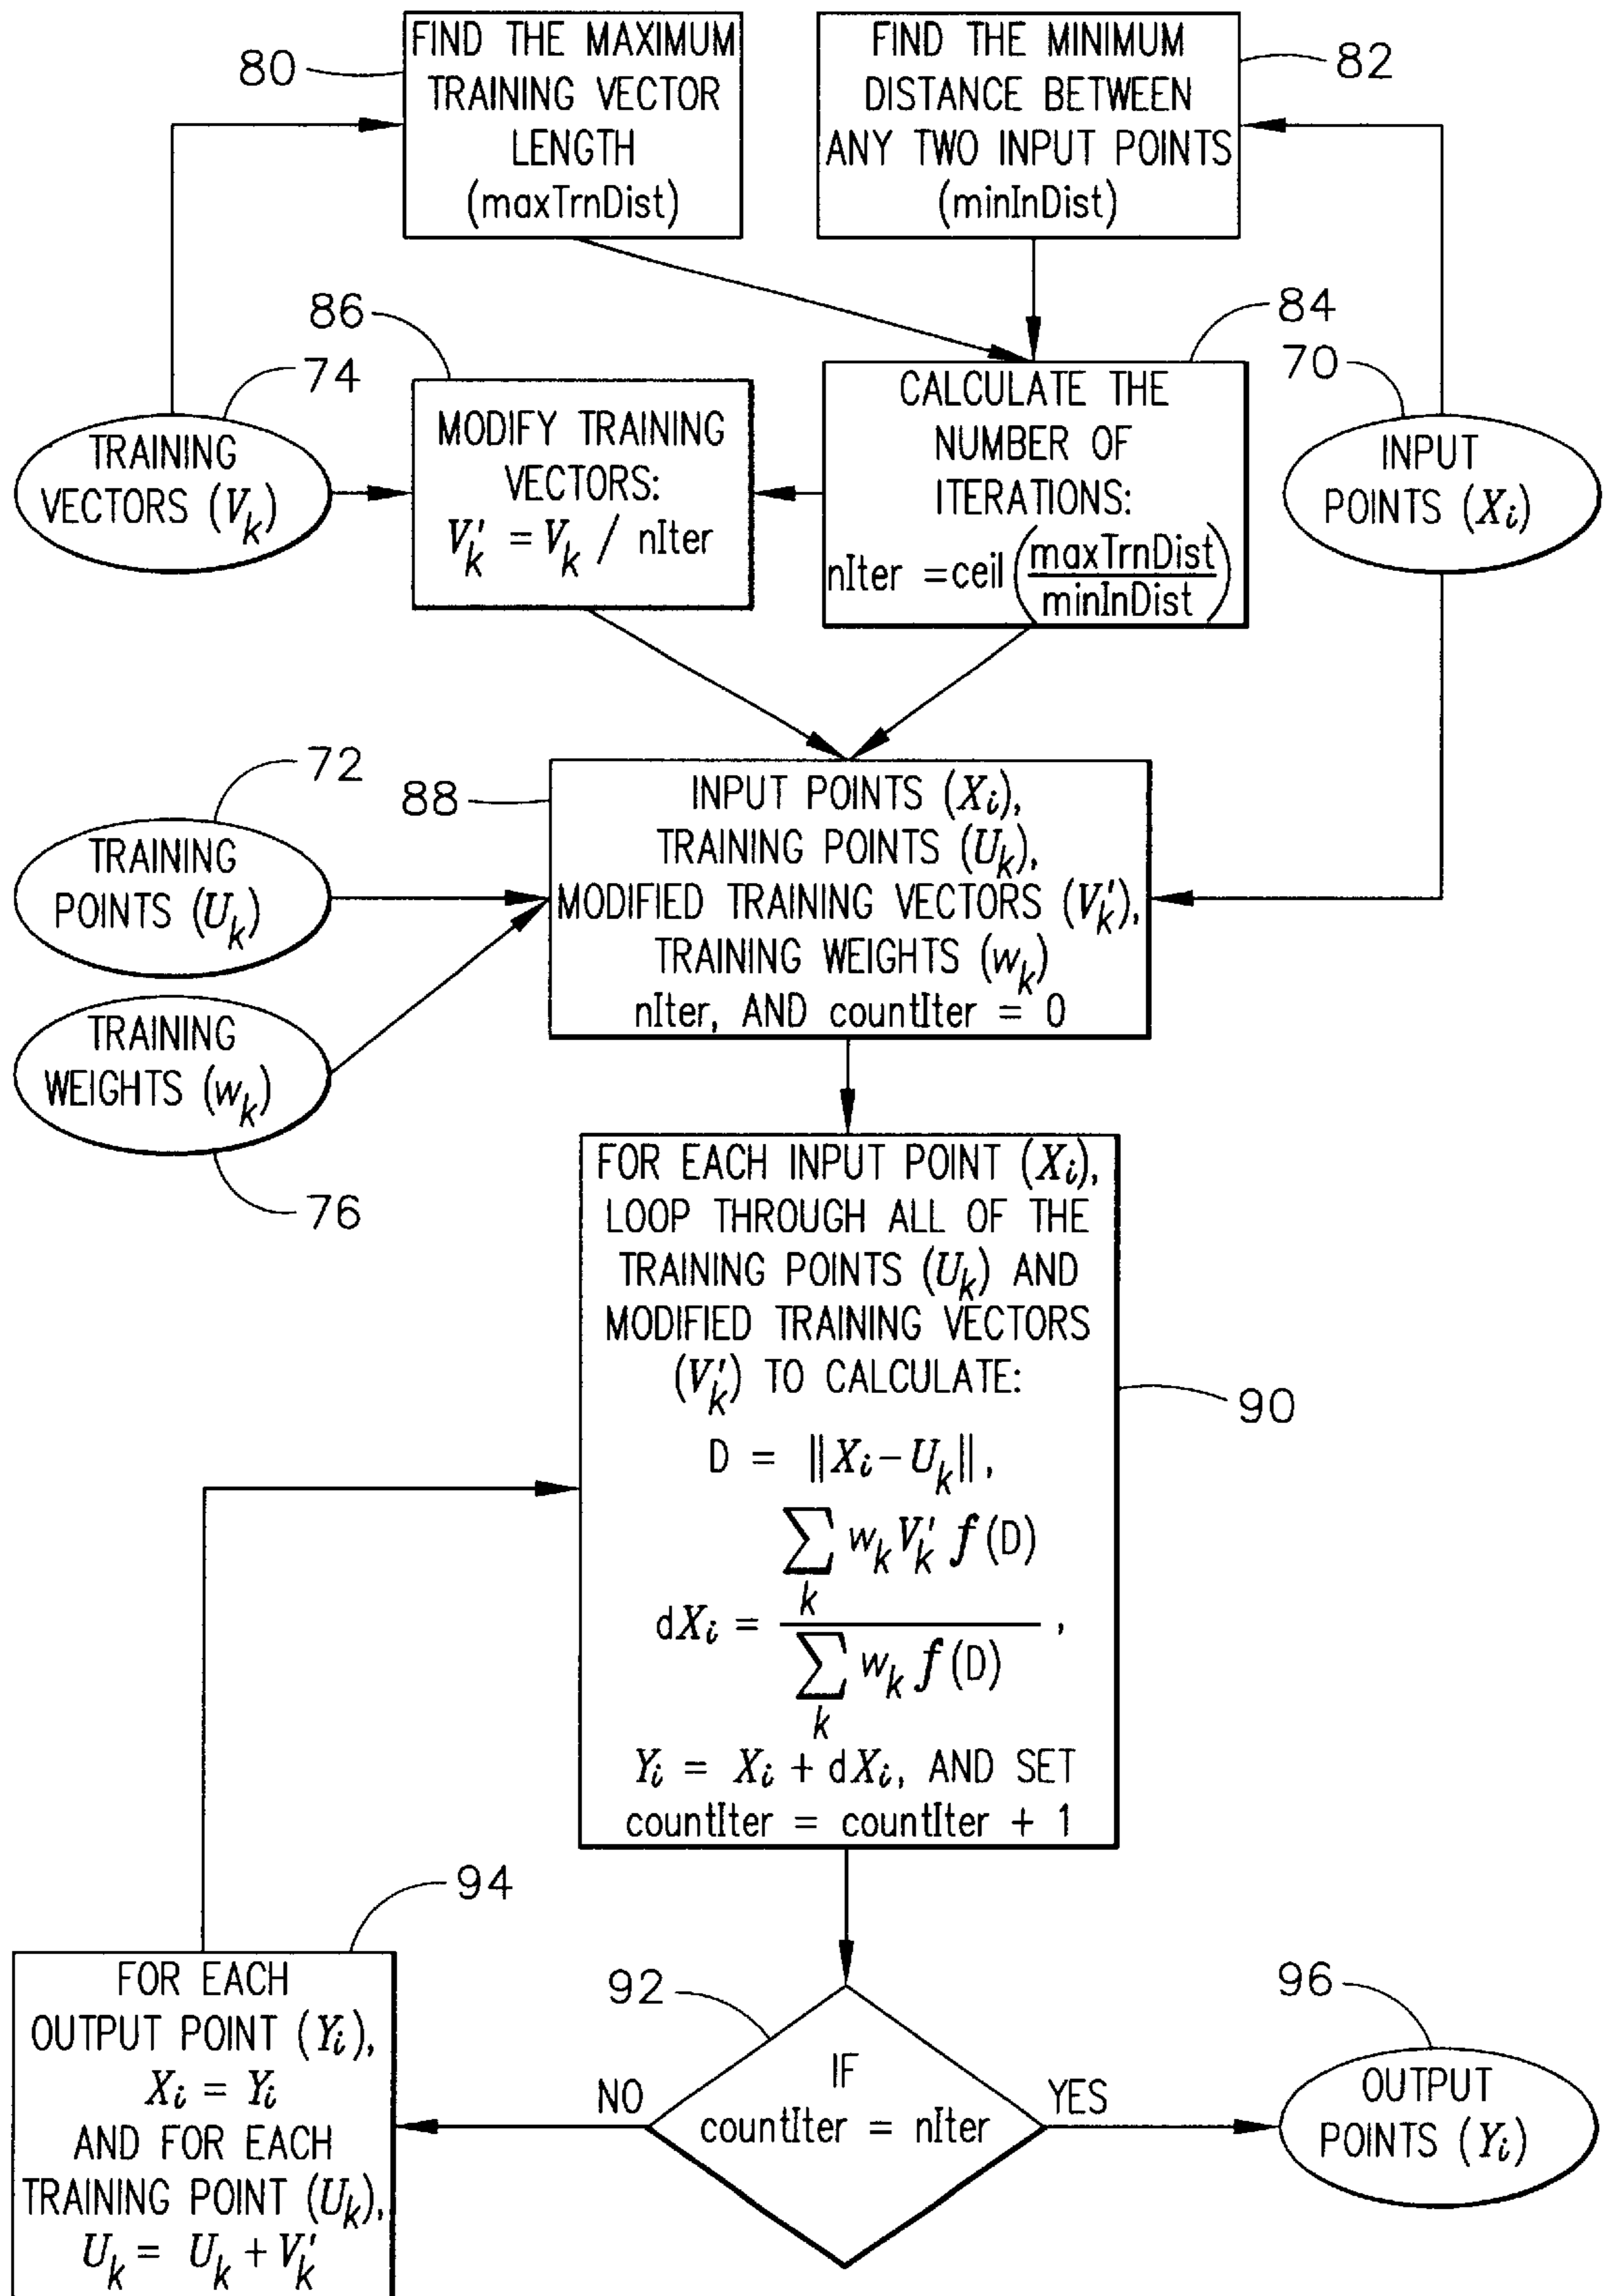 80
FIND THE MAXIMUM
TRAINING VECTOR
LENGTH
(maxTrnDist)
FIND THE MINIMUM
DISTANCE BETWEEN
ANY TWO INPUT POINTS
(minInDist)
82
86
84
74
70
TRAINING
VECTORS (V_k)
MODIFY TRAINING
VECTORS:
V'_k = V_k / nIter
CALCULATE THE
NUMBER OF
ITERATIONS:
nIter =ceil (maxTrnDist/minInDist)
INPUT
POINTS (X_i)
72
88
TRAINING
POINTS (U_k)
INPUT POINTS (X_i),
TRAINING POINTS (U_k),
MODIFIED TRAINING VECTORS (V'_k),
TRAINING WEIGHTS (w_k)
nIter, AND countIter = 0
TRAINING
WEIGHTS (w_k)
76
FOR EACH INPUT POINT (X_i),
LOOP THROUGH ALL OF THE
TRAINING POINTS (U_k) AND
MODIFIED TRAINING VECTORS
(V'_k) TO CALCULATE:
D = ||X_i - U_k||,
dX_i = ∑_k w_k V'_k f(D) / ∑_k w_k f(D) ,
Y_i = X_i + dX_i, AND SET
countIter = countIter + 1
90
94
FOR EACH
OUTPUT POINT (Y_i),
X_i = Y_i
AND FOR EACH
TRAINING POINT (U_k),
U_k = U_k + V'_k
92
IF
countIter = nIter
NO
YES
96
OUTPUT
POINTS (Y_i)